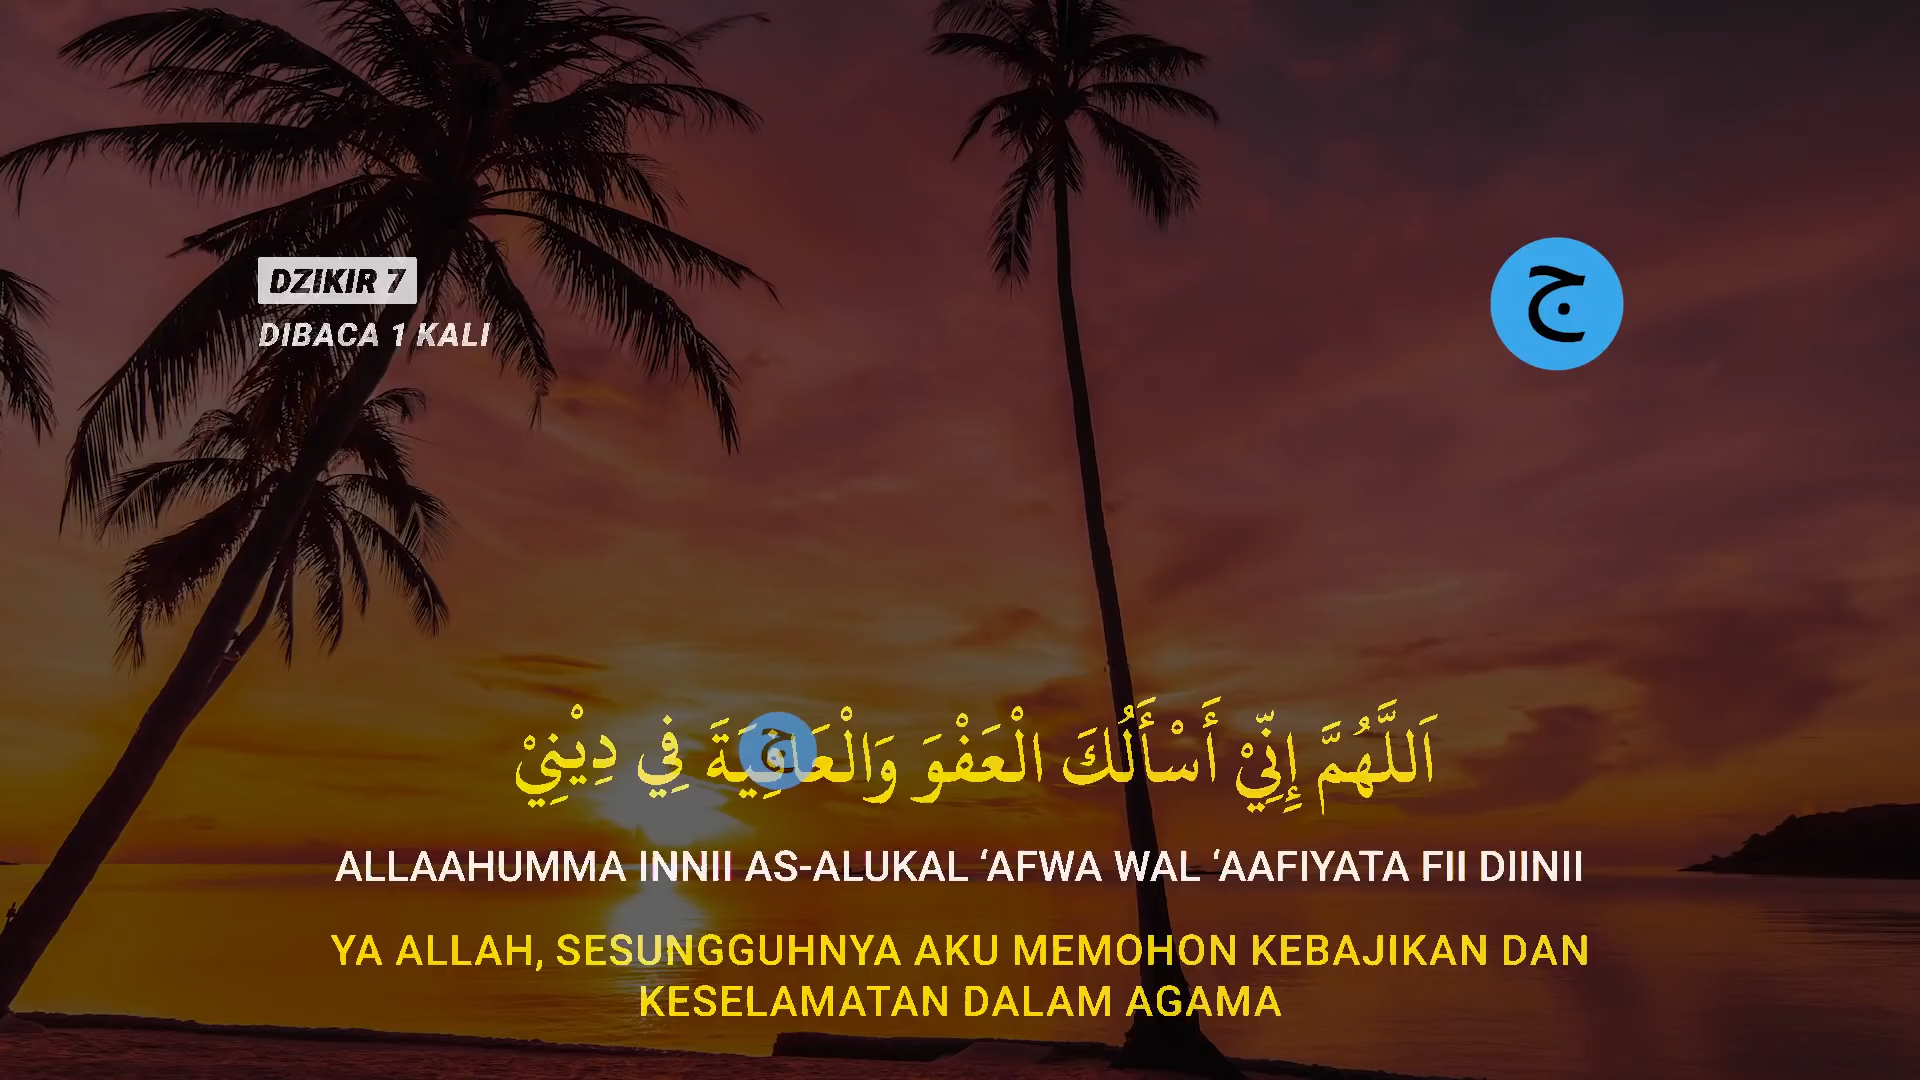 DZIKIR 7
DIBACA 1 KALI
ج
اَللَّهُمَّ إِنِّيْ أَسْأَلُكَ الْعَفْوَ وَالْعَافِيَةَ فِي دِيْنِيْ
ج
ALLAAHUMMA INNII AS-ALUKAL ‘AFWA WAL ‘AAFIYATA FII DIINII
YA ALLAH, SESUNGGUHNYA AKU MEMOHON KEBAJIKAN DAN
KESELAMATAN DALAM AGAMA